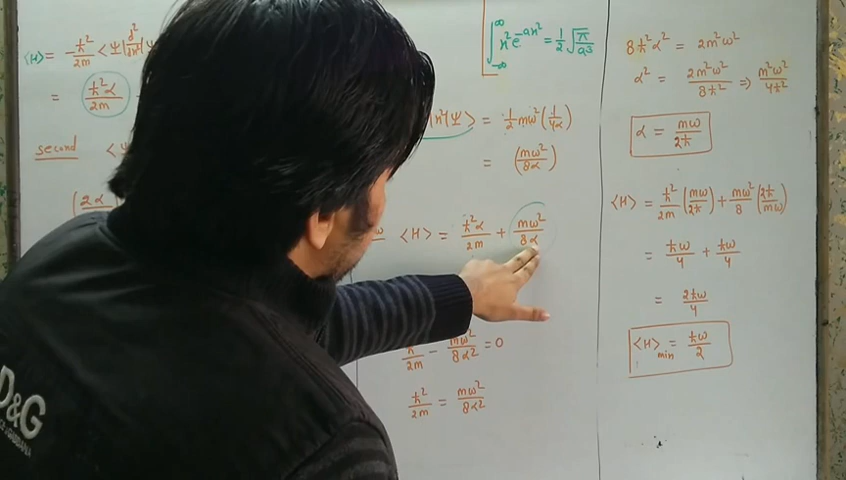 ⟨H⟩ = -ħ²/2m <Ψ|d²/dx²|Ψ
= ħ²α/2m
second <Ψ
(2α
∫_{-∞}^{∞} x² e^{-ax²} = 1/2 √(π/a³)
|x²|Ψ> = 1/2 mω² (1/4α)
= (mω²/8α)
⟨H⟩ = ħ²α/2m + mω²/8α
ħ²/2m - mω²/8α2 = 0
ħ²/2m = mω²/8α2
8ħ²α² = 2m²ω²
α² = 2m²ω²/8ħ² ⇒ m²ω²/4ħ²
α = mω/2ħ
⟨H⟩ = ħ²/2m (mω/2ħ) + mω²/8 (2ħ/mω)
= ħω/4 + ħω/4
= 2ħω/4
⟨H⟩min = ħω/2
D&G